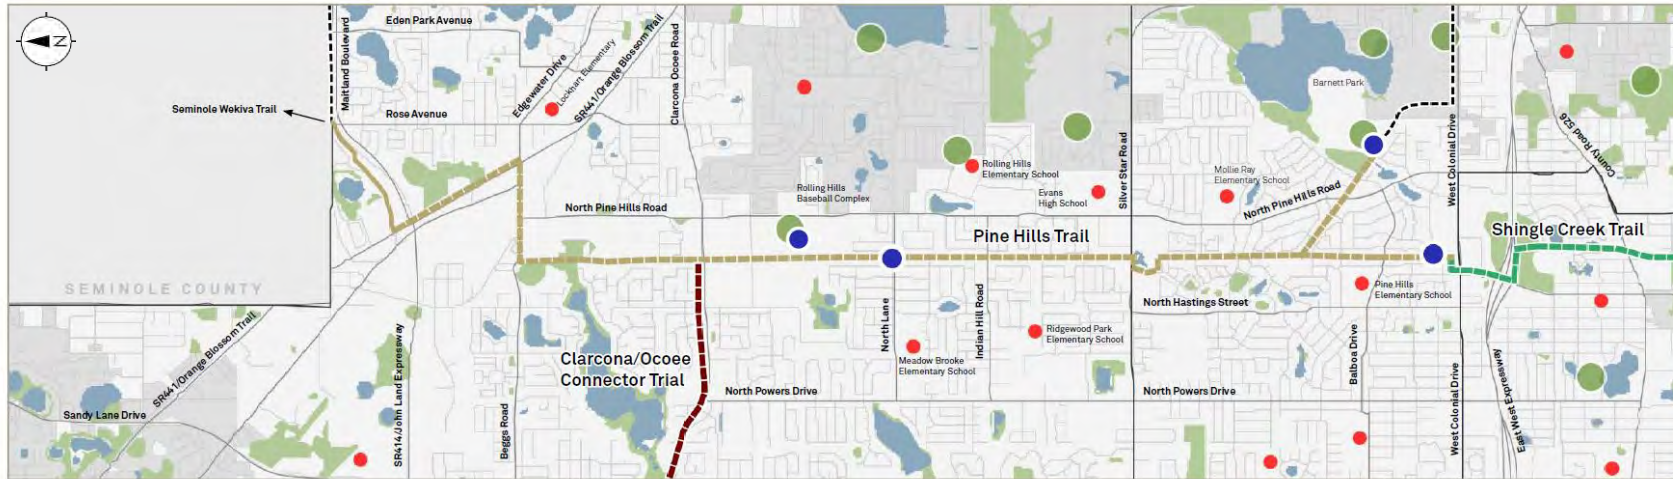 N
Seminole Wekiva Trail
Maitland Boulevard
Eden Park Avenue
Rose Avenue
Edgewater Drive
Lockhart Elementary
SR441/Orange Blossom Trail
Clarcona Ocoee Road
Rolling Hills
Baseball Complex
North Pine Hills Road
Rolling Hills
Elementary School
Evans
High School
Silver Star Road
Pine Hills Trail
Mollie Ray
Elementary School
North Pine Hills Road
Barnett Park
West Colonial Drive
County Road 526
Shingle Creek Trail
SEMINOLE COUNTY
SR441/Orange Blossom Trail
Sandy Lane Drive
SR414/John Land Expressway
Beggs Road
Clarcona/Ocoee
Connector Trial
North Powers Drive
North Lane
Meadow Brooke
Elementary School
Indian Hill Road
Ridgewood Park
Elementary School
North Hastings Street
Pine Hills
Elementary School
North Powers Drive
Balboa Drive
West Colonial Drive
East West Expressway